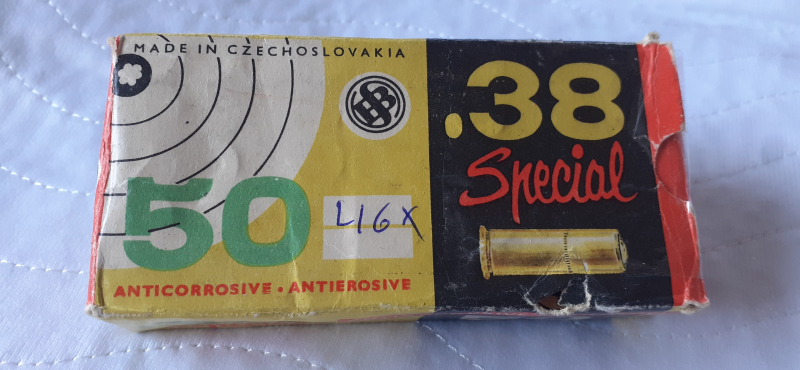 MADE IN CZECHOSLOVAKIA
.38
Special
50
L16X
ANTICORROSIVE • ANTIEROSIVE